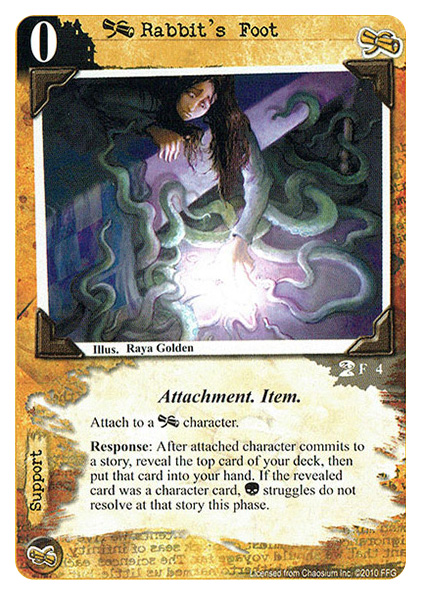 0
Rabbit's Foot
Illus. Raya Golden
F 4
Attachment. Item.
Attach to a character.
Response: After attached character commits to
a story, reveal the top card of your deck, then
put that card into your hand. If the revealed
card was a character card, struggles do not
resolve at that story this phase.
Support
Licensed from Chaosium Inc. ©2010 FFG